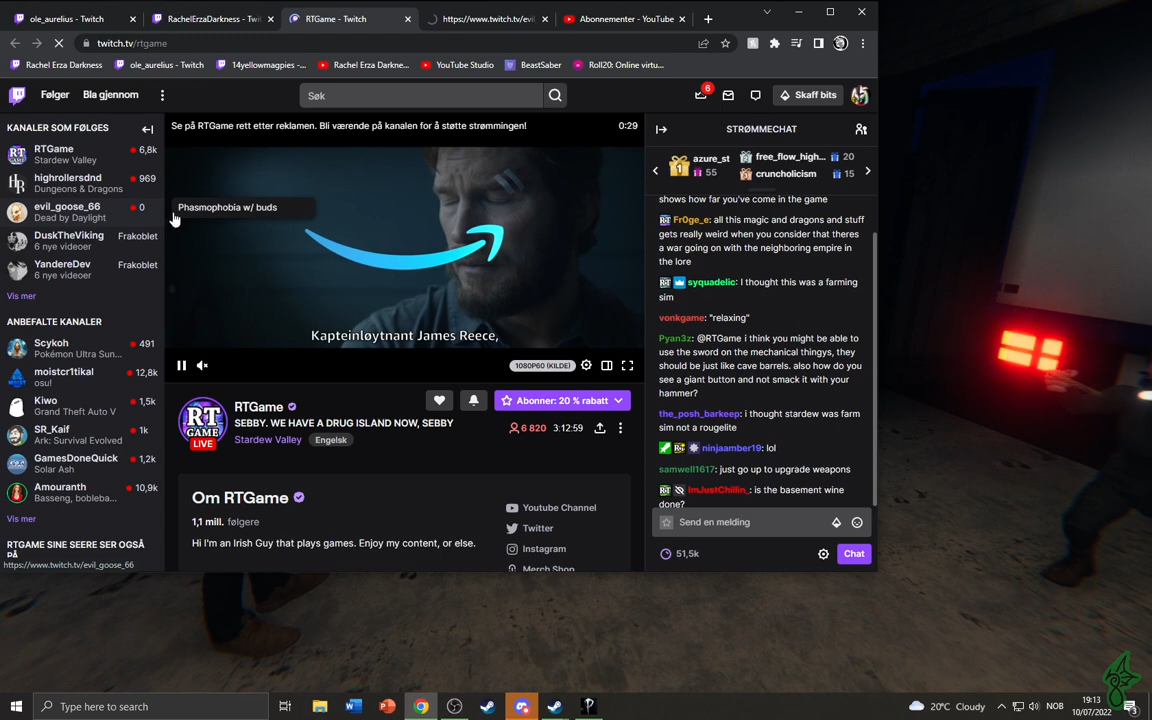 ole_aurelius - Twitch
RachelErzaDarkness - Twi
RTGame - Twitch
https://www.twitch.tv/evil
Abonnementer - YouTube
twitch.tv/rtgame
Rachel Erza Darkness
ole_aurelius - Twitch
14yellowmagpies -...
Rachel Erza Darkne...
YouTube Studio
BeastSaber
Roll20: Online virtu...
Følger
Bla gjennom
Søk
6
Skaff bits
KANALER SOM FØLGES
RTGame
6,8k
Stardew Valley
highrollersdnd
969
Dungeons & Dragons
evil_goose_66
0
Dead by Daylight
DuskTheViking
Frakoblet
6 nye videoer
YandereDev
Frakoblet
6 nye videoer
Vis mer
ANBEFALTE KANALER
Scykoh
491
Pokémon Ultra Sun...
moistcr1tikal
12,8k
osu!
Kiwo
1,5k
Grand Theft Auto V
SR_Kaif
1k
Ark: Survival Evolved
GamesDoneQuick
1,2k
Solar Ash
Amouranth
10,9k
Basseng, bobleba...
Vis mer
RTGAME SINE SEERE SER OGSÅ
PÅ
https://www.twitch.tv/evil_goose_66
Se på RTGame rett etter reklamen. Bli værende på kanalen for å støtte strømmingen!
0:29
Phasmophobia w/ buds
Kapteinløytnant James Reece,
1080P60 (KILDE)
RT
GAME
LIVE
RTGame
SEBBY. WE HAVE A DRUG ISLAND NOW, SEBBY
Stardew Valley
Engelsk
Abonner: 20 % rabatt
6 820
3:12:59
Om RTGame
1,1 mill. følgere
Hi I'm an Irish Guy that plays games. Enjoy my content, or else.
Youtube Channel
Twitter
Instagram
Merch Shop
STRØMMECHAT
1
azure_st
55
2
free_flow_high...
20
3
cruncholicism
15
shows how far you've come in the game
Fr0ge_e: all this magic and dragons and stuff
gets really weird when you consider that theres
a war going on with the neighboring empire in
the lore
syquadelic: I thought this was a farming
sim
vonkgame: "relaxing"
Pyan3z: @RTGame i think you might be able to
use the sword on the mechanical thingys, they
should be just like cave barrels. also how do you
see a giant button and not smack it with your
hammer?
the_posh_barkeep: i thought stardew was farm
sim not a rougelite
ninjaamber19: lol
samwell1617: just go up to upgrade weapons
ImJustChillin_: is the basement wine
done?
Send en melding
51,5k
Chat
Type here to search
20°C Cloudy
NOB
19:13
10/07/2022
3